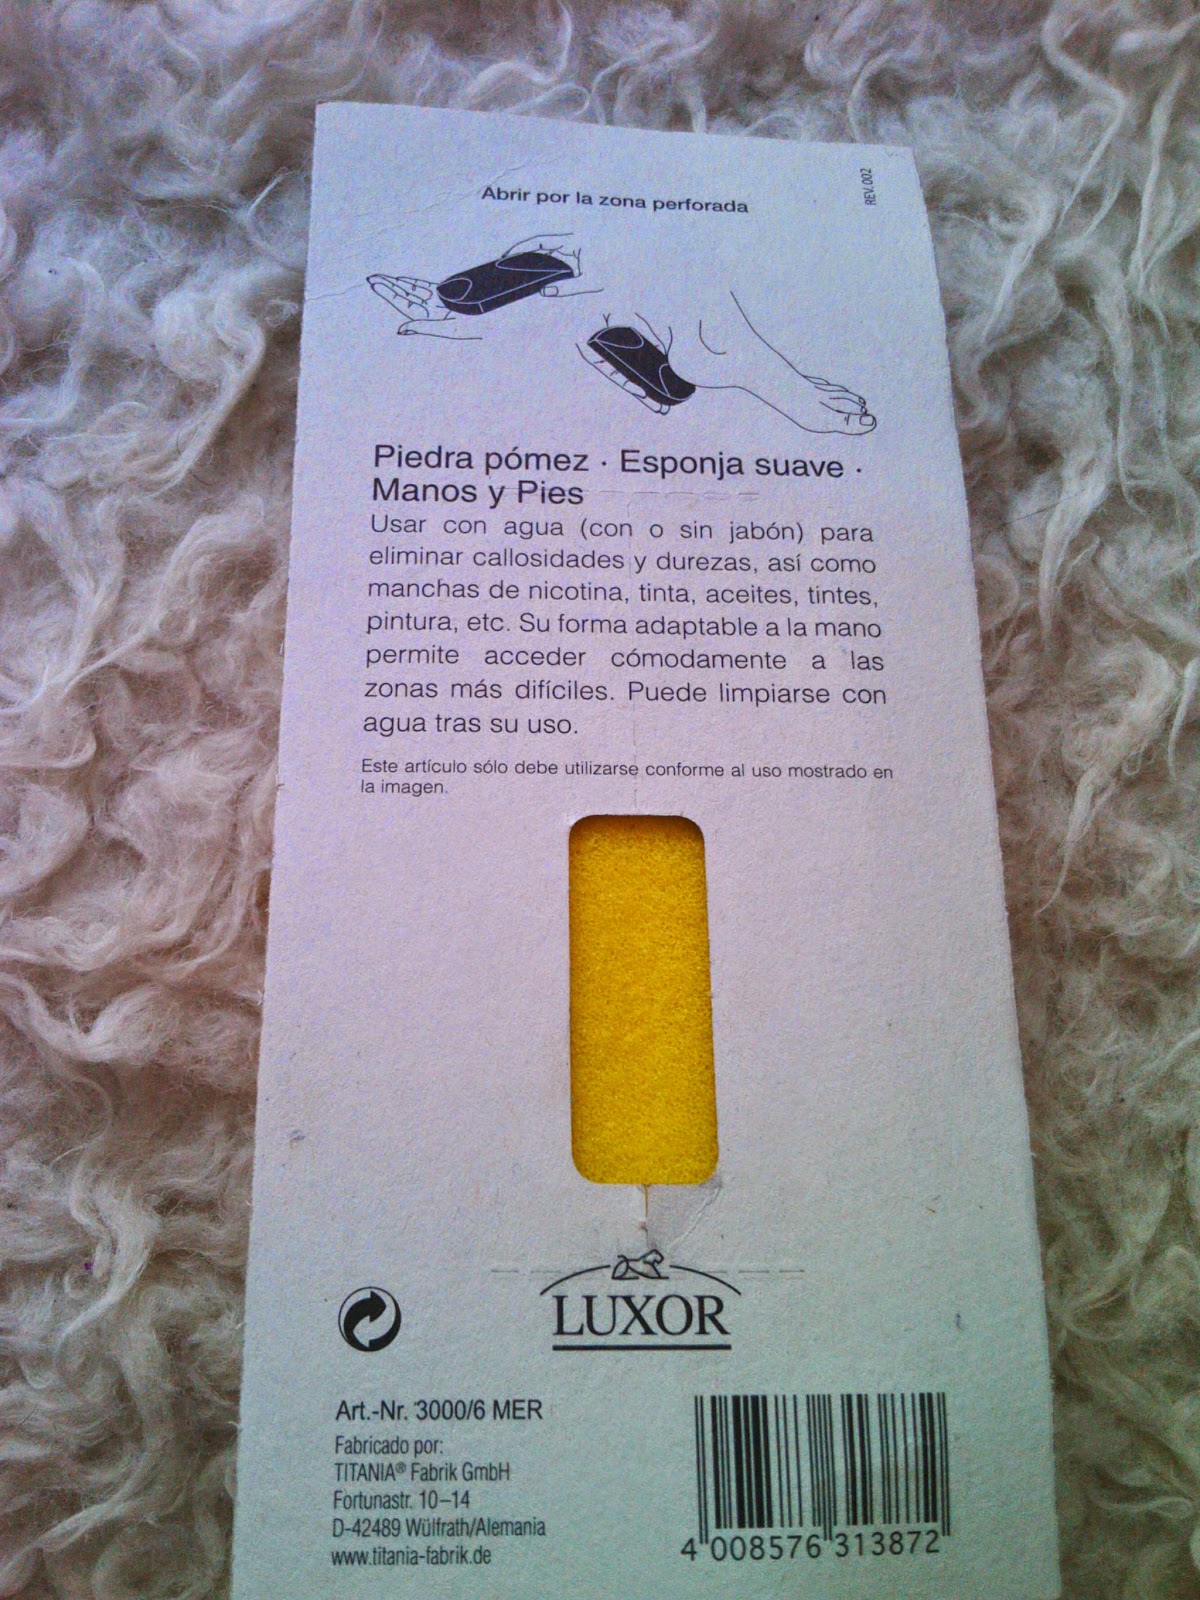 Abrir por la zona perforada
REV.002
Piedra pómez · Esponja suave ·
Manos y Pies
Usar con agua (con o sin jabón) para
eliminar callosidades y durezas, así como
manchas de nicotina, tinta, aceites, tintes,
pintura, etc. Su forma adaptable a la mano
permite acceder cómodamente a las
zonas más difíciles. Puede limpiarse con
agua tras su uso.
Este artículo sólo debe utilizarse conforme al uso mostrado en
la imagen.
LUXOR
Art.-Nr. 3000/6 MER
Fabricado por:
TITANIA® Fabrik GmbH
Fortunastr. 10–14
D-42489 Wülfrath/Alemania
www.titania-fabrik.de
4 008576 313872